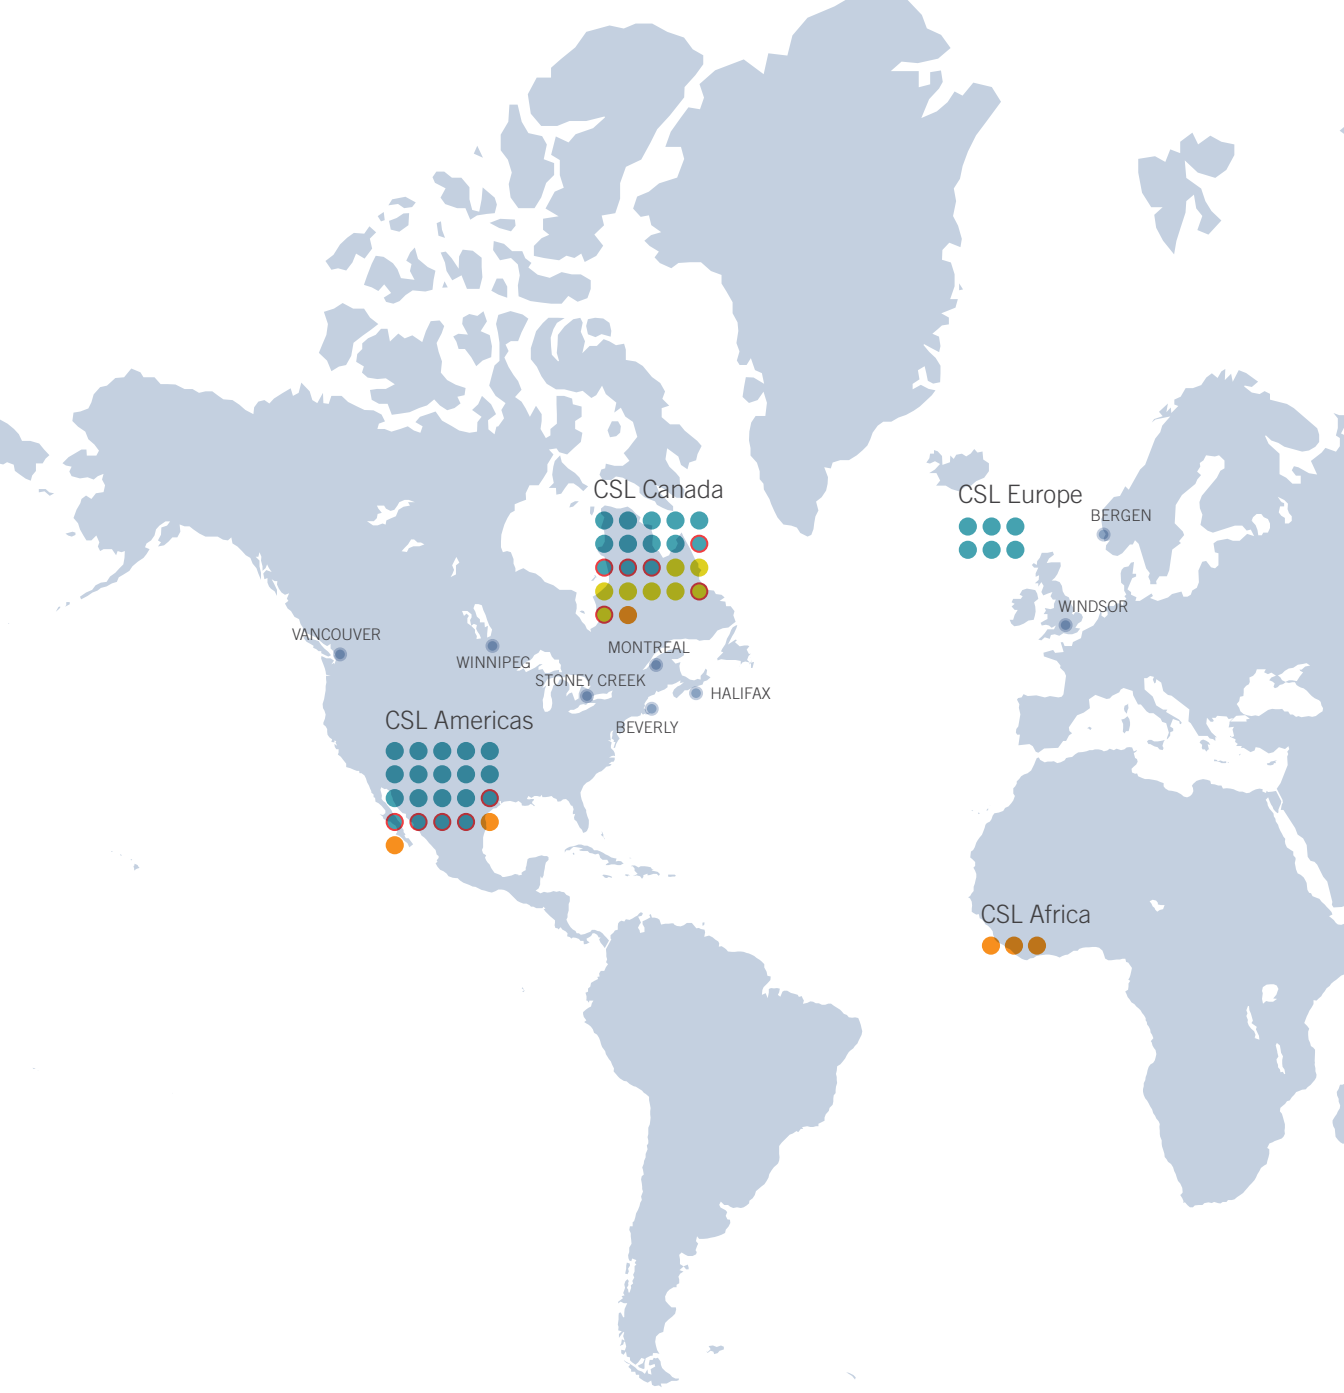 CSL Canada
CSL Europe
BERGEN
WINDSOR
VANCOUVER
MONTREAL
WINNIPEG
STONEY CREEK
HALIFAX
CSL Americas
BEVERLY
CSL Africa